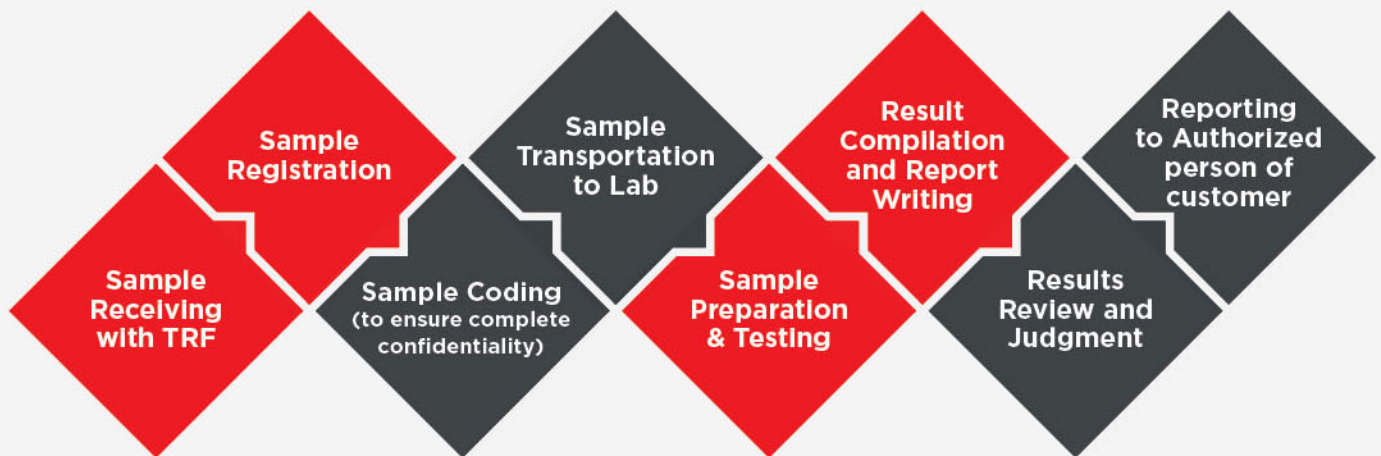 Sample
Receiving
with TRF
Sample
Registration
Sample Coding
(to ensure complete
confidentiality)
Sample
Transportation
to Lab
Sample
Preparation
& Testing
Result
Compilation
and Report
Writing
Results
Review and
Judgment
Reporting
to Authorized
person of
customer